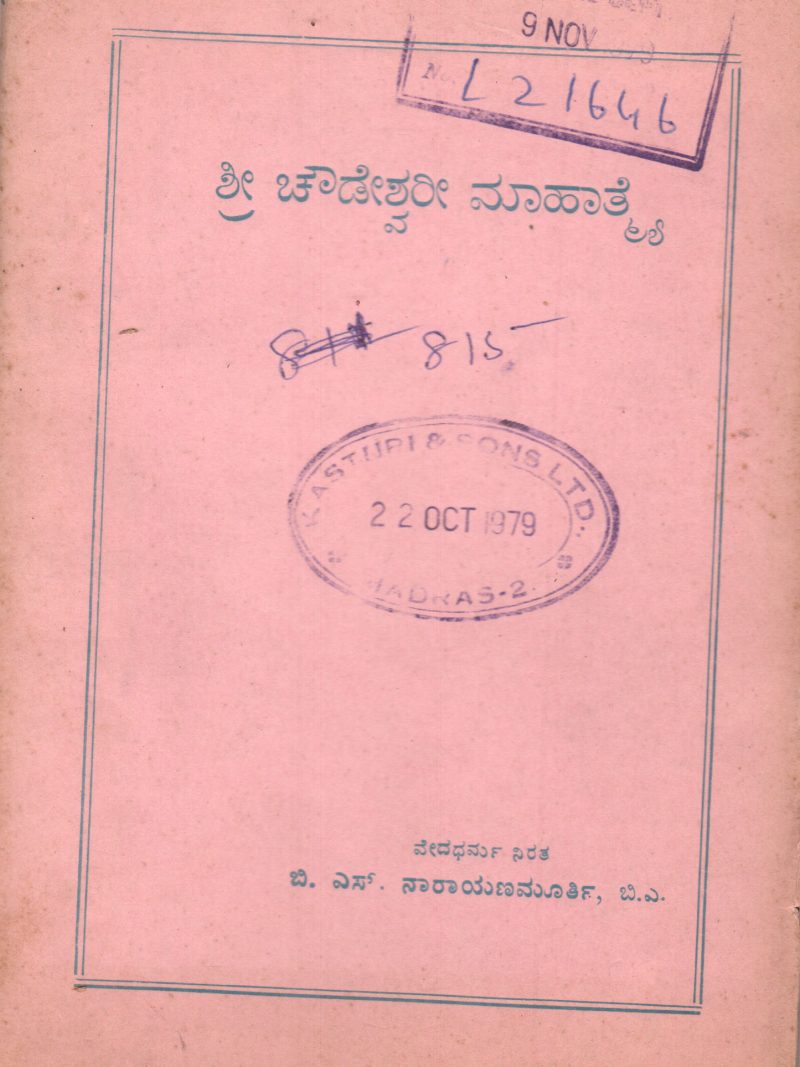 9 NOV
No. L 21646
ಶ್ರೀ ಚೌಡೇಶ್ವರೀ ಮಾಹಾತ್ಮ್ಯೆ
815
KASTURI & SONS LTD.,
22 OCT 1979
MADRAS-2.
ವೇದಧರ್ಮ ನಿರತ
ಬಿ. ಎಸ್. ನಾರಾಯಣಮೂರ್ತಿ, ಬಿ.ಎ.